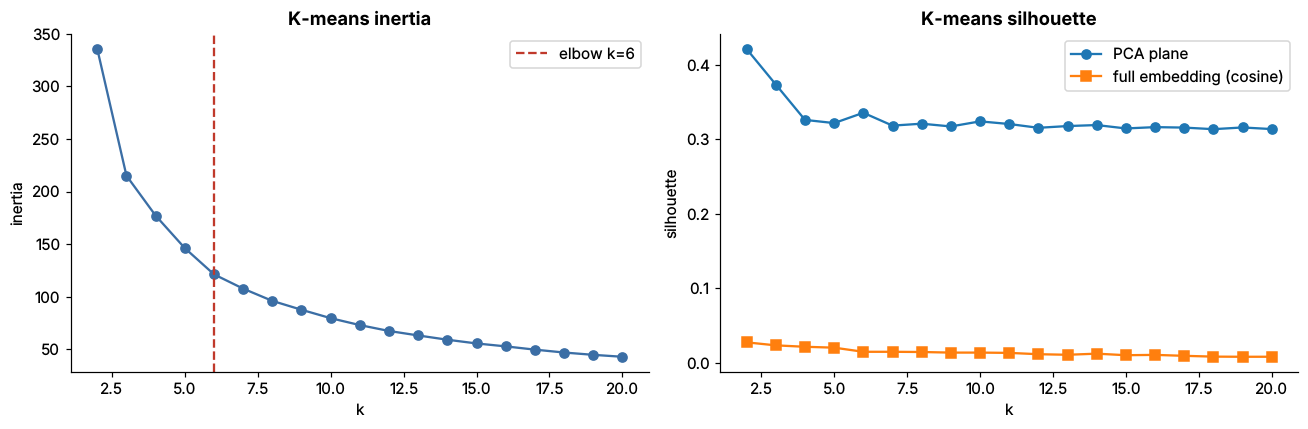 K-means inertia
350
300
250
200
150
100
50
inertia
2.5 5.0 7.5 10.0 12.5 15.0 17.5 20.0
k
elbow k=6
K-means silhouette
0.4
0.3
0.2
0.1
0.0
silhouette
2.5 5.0 7.5 10.0 12.5 15.0 17.5 20.0
k
PCA plane
full embedding (cosine)